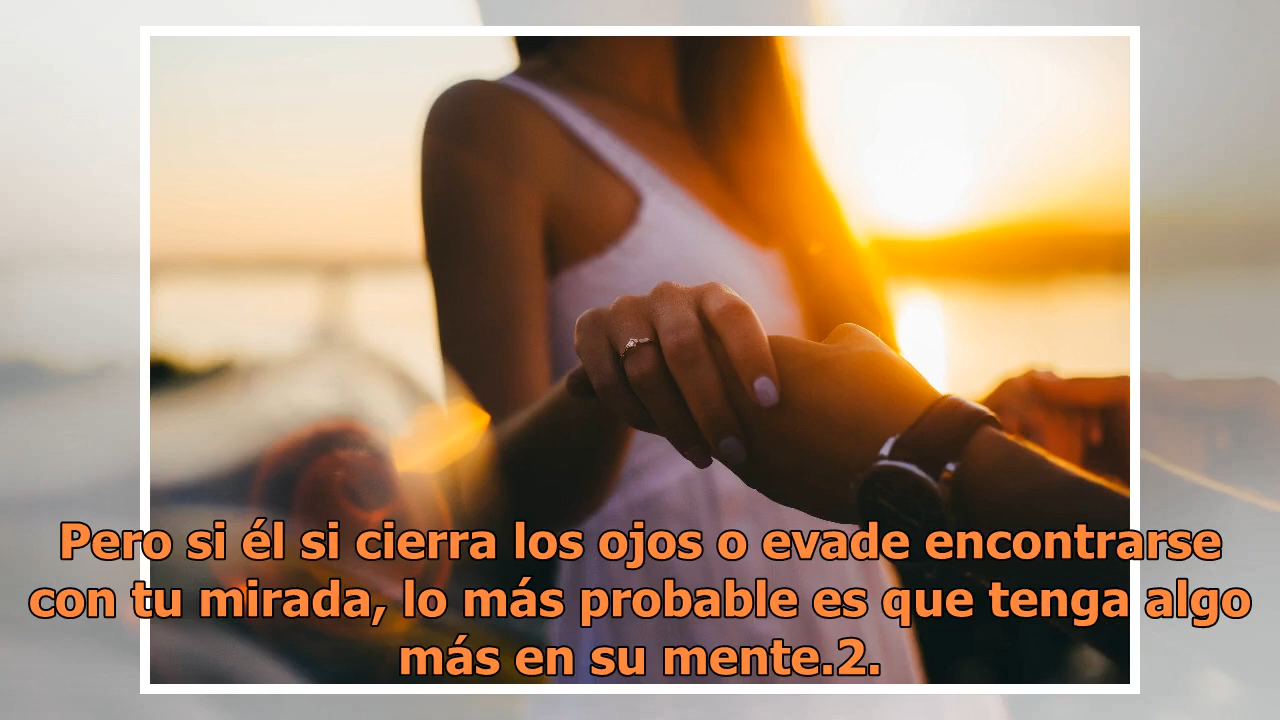 Pero si él si cierra los ojos o evade encontrarse
con tu mirada, lo más probable es que tenga algo
más en su mente.2.